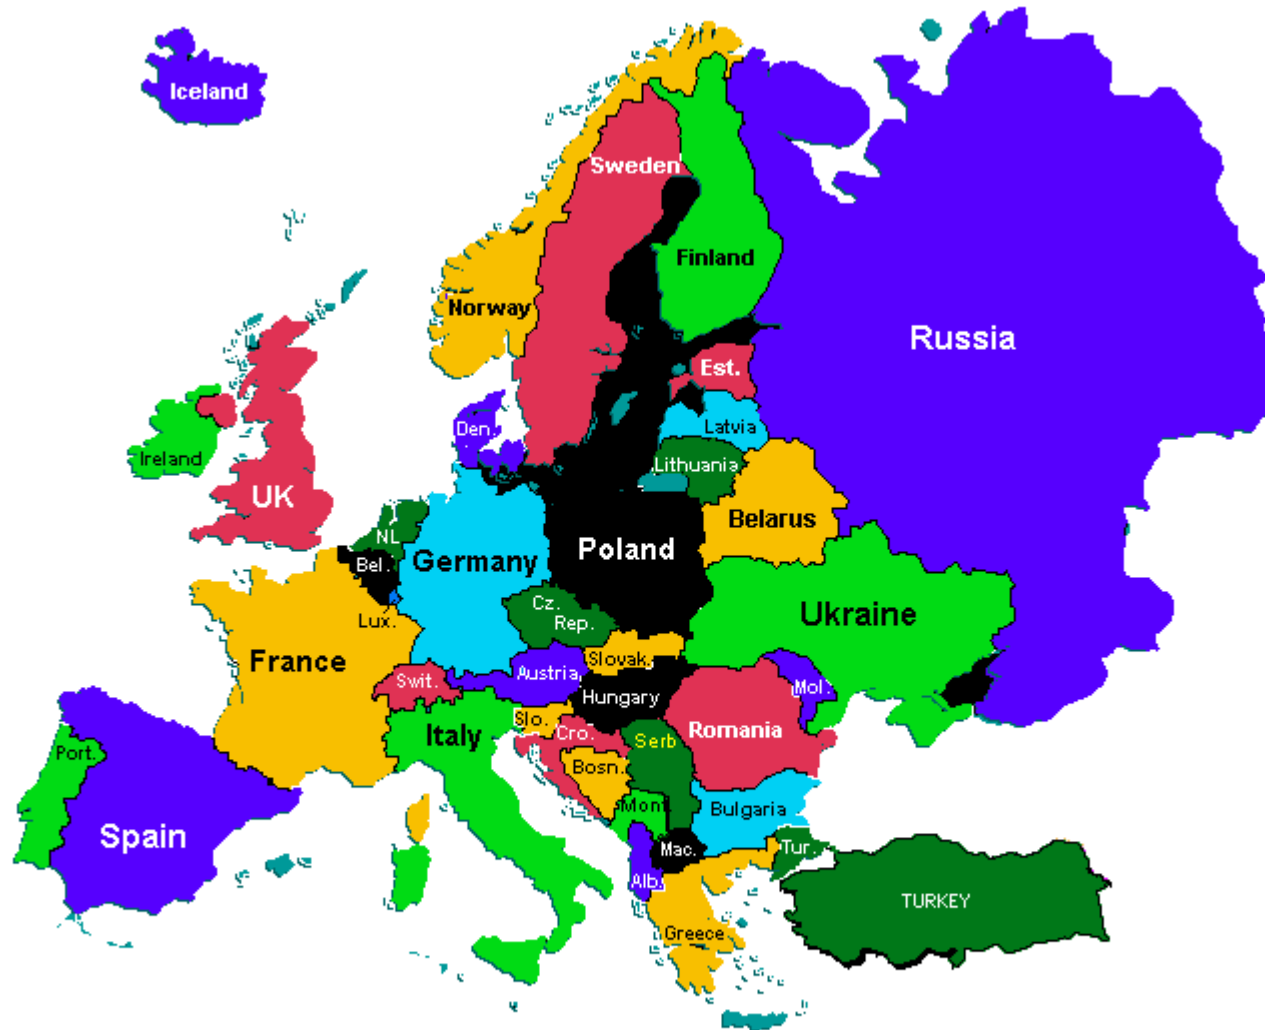 Iceland
Sweden
Finland
Norway
Russia
Est.
Den.
Latvia
Ireland
Lithuania
UK
Belarus
NL
Poland
Bel.
Germany
Cz.
Rep.
Ukraine
Lux.
France
Slovak.
Austria
Swit.
Mol.
Hungary
Slo.
Cro.
Serb
Romania
Italy
Port.
Bosn.
Mont
Bulgaria
Spain
Mac.
Tur.
Alb.
TURKEY
Greece